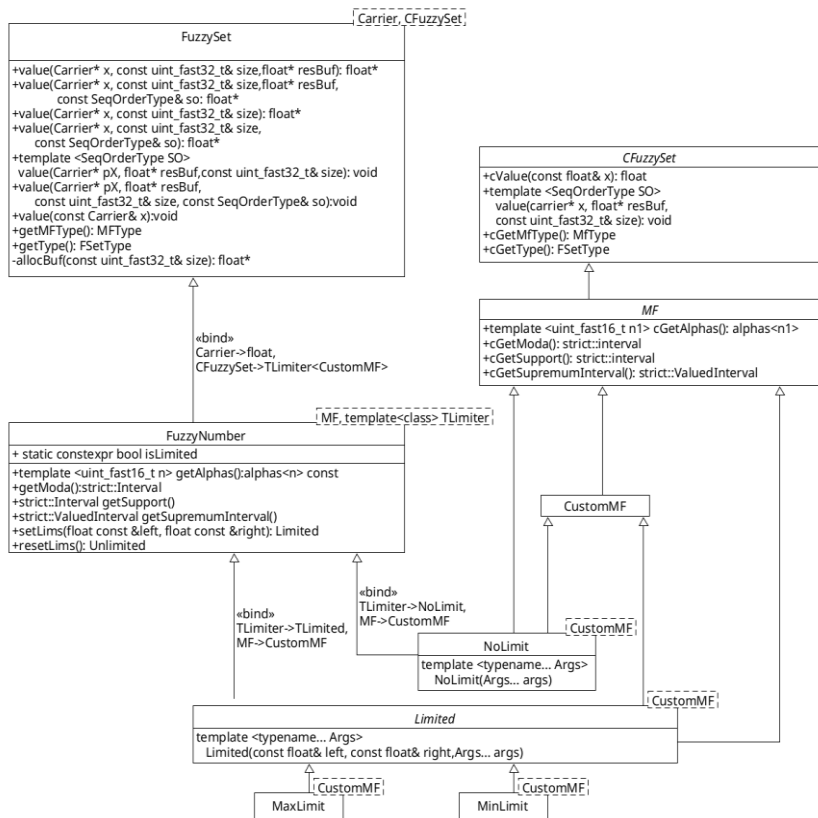 Carrier, CFuzzySet
FuzzySet
+value(Carrier* x, const uint_fast32_t& size,float* resBuf): float*
+value(Carrier* x, const uint_fast32_t& size,float* resBuf,
const SeqOrderType& so: float*
+value(Carrier* x, const uint_fast32_t& size): float*
+value(Carrier* x, const uint_fast32_t& size,
const SeqOrderType& so): float*
+template <SeqOrderType SO>
value(Carrier* pX, float* resBuf,const uint_fast32_t& size): void
+value(Carrier* pX, float* resBuf,
const uint_fast32_t& size, const SeqOrderType& so):void
+value(const Carrier& x):void
+getMFType(): MFType
+getType(): FSetType
-allocBuf(const uint_fast32_t& size): float*
CFuzzySet
+cValue(const float& x): float
+template <SeqOrderType SO>
value(carrier* x, float* resBuf,
const uint_fast32_t& size): void
+cGetMfType(): MfType
+cGetType(): FSetType
MF
+template <uint_fast16_t n1> cGetAlphas(): alphas<n1>
+cGetModa(): strict::interval
+cGetSupport(): strict::interval
+cGetSupremumInterval(): strict::ValuedInterval
«bind»
Carrier->float,
CFuzzySet->TLimiter<CustomMF>
MF, template<class> TLimiter
FuzzyNumber
+ static constexpr bool isLimited
+template <uint_fast16_t n> getAlphas():alphas<n> const
+getModa():strict::Interval
+strict::Interval getSupport()
+strict::ValuedInterval getSupremumInterval()
+setLims(float const &left, float const &right): Limited
+resetLims(): Unlimited
CustomMF
«bind»
TLimiter->NoLimit,
MF->CustomMF
«bind»
TLimiter->TLimited,
MF->CustomMF
CustomMF
NoLimit
template <typename... Args>
NoLimit(Args... args)
CustomMF
Limited
template <typename... Args>
Limited(const float& left, const float& right,Args... args)
CustomMF
MaxLimit
CustomMF
MinLimit